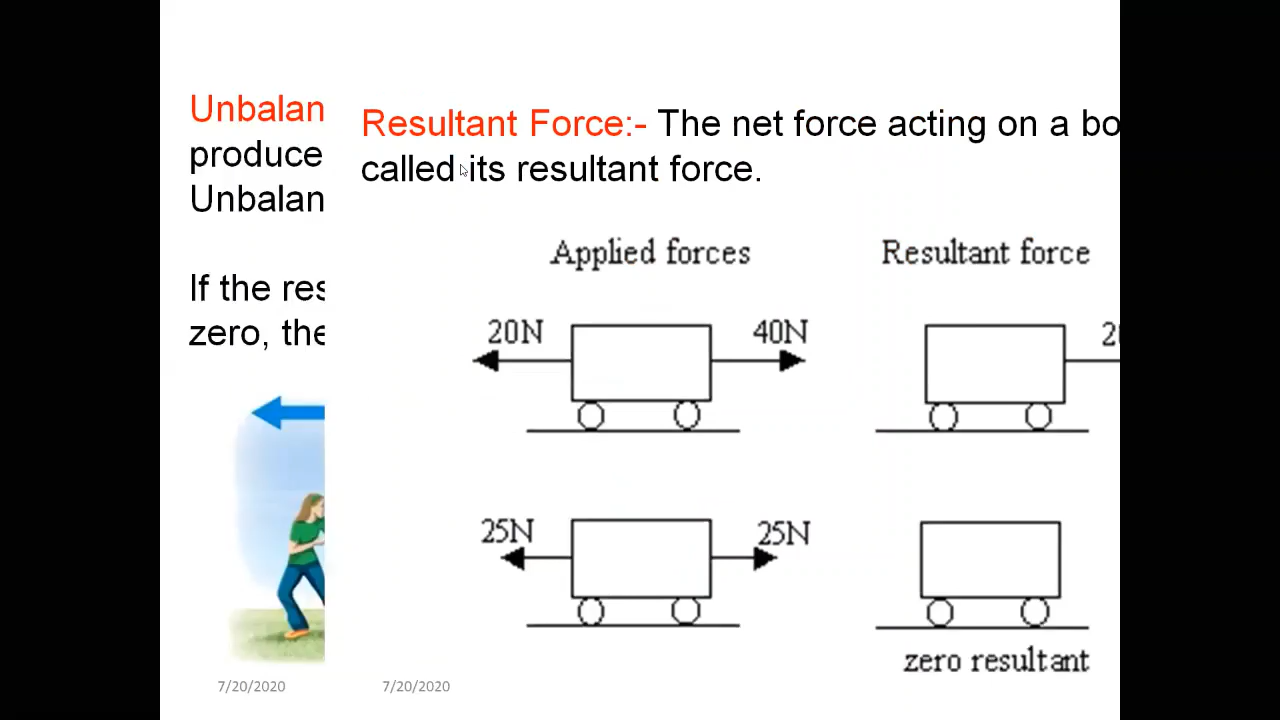 Unbalan
produce
Unbalan
If the res
zero, the
7/20/2020
Resultant Force:- The net force acting on a bo
called its resultant force.
Applied forces Resultant force
20N 40N 20
25N 25N
zero resultant
7/20/2020